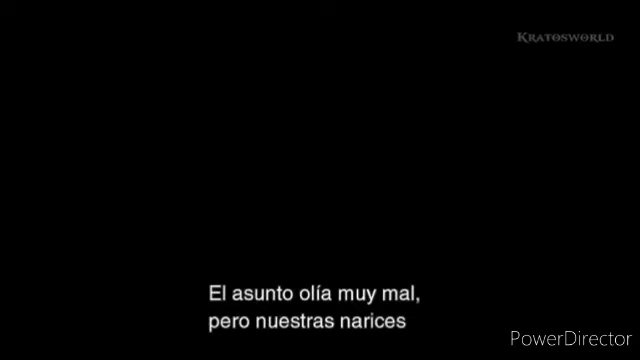 KRATOSWORLD
El asunto olía muy mal,
pero nuestras narices
PowerDirector